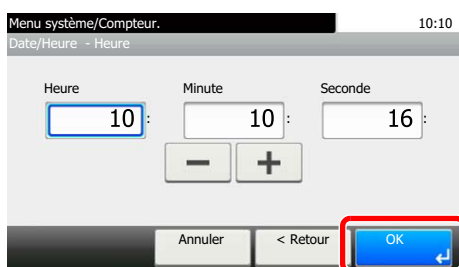 Menu système/Compteur. 10:10
Date/Heure - Heure
Heure Minute Seconde
10 : 10 : 16 :
− +
Annuler < Retour OK